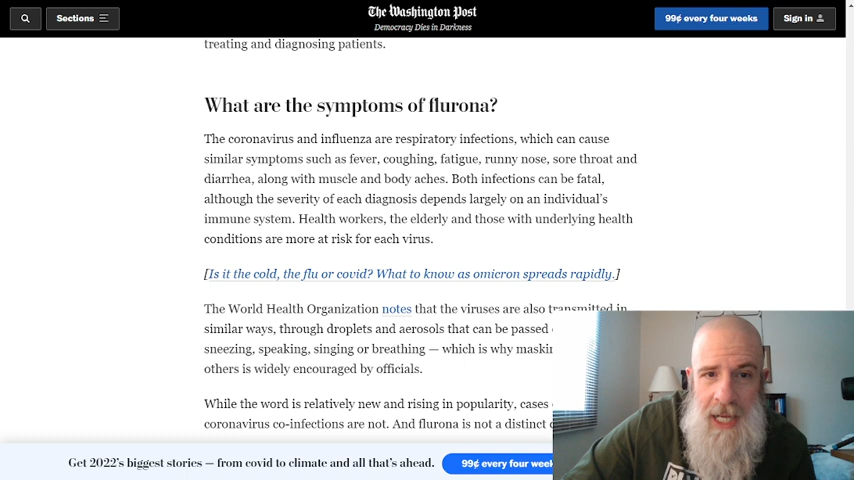 Sections
The Washington Post
Democracy Dies in Darkness
99¢ every four weeks
Sign in
treating and diagnosing patients.
What are the symptoms of flurona?
The coronavirus and influenza are respiratory infections, which can cause
similar symptoms such as fever, coughing, fatigue, runny nose, sore throat and
diarrhea, along with muscle and body aches. Both infections can be fatal,
although the severity of each diagnosis depends largely on an individual's
immune system. Health workers, the elderly and those with underlying health
conditions are more at risk for each virus.
[Is it the cold, the flu or covid? What to know as omicron spreads rapidly.]
The World Health Organization notes that the viruses are also transmitted in
similar ways, through droplets and aerosols that can be passed
sneezing, speaking, singing or breathing — which is why
others is widely encouraged by officials.
While the word is relatively new and rising in popularity, cases
coronavirus co-infections are not. And flurona is not a distinct
Get 2022's biggest stories — from covid to climate and all that's ahead.
99¢ every four